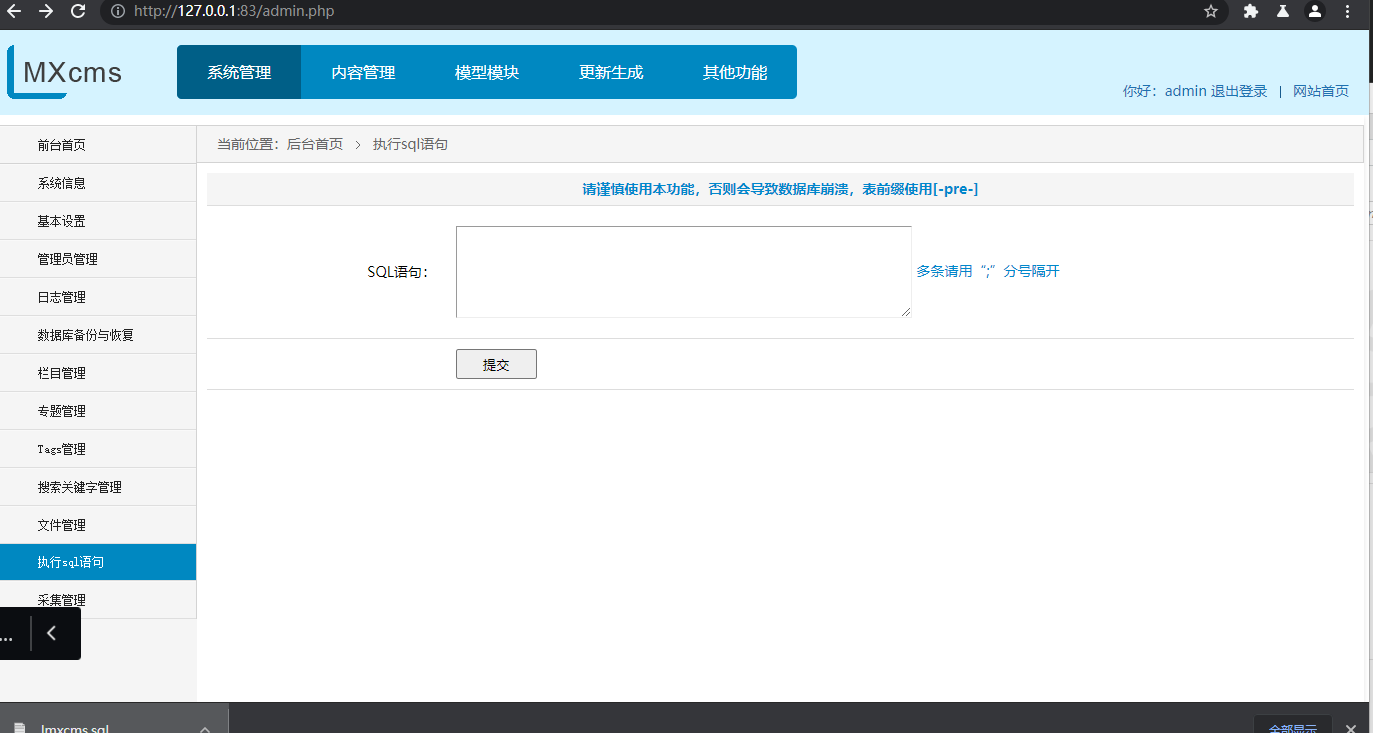 http://127.0.0.1:83/admin.php
MXcms
系统管理 内容管理 模型模块 更新生成 其他功能
你好：admin 退出登录 | 网站首页
前台首页
系统信息
基本设置
管理员管理
日志管理
数据库备份与恢复
栏目管理
专题管理
Tags管理
搜索关键字管理
文件管理
执行sql语句
采集管理
...
当前位置：后台首页 > 执行sql语句
请谨慎使用本功能，否则会导致数据库崩溃，表前缀使用[-pre-]
SQL语句：
多条请用“;”分号隔开
提交
lmxcms.sql
全部显示